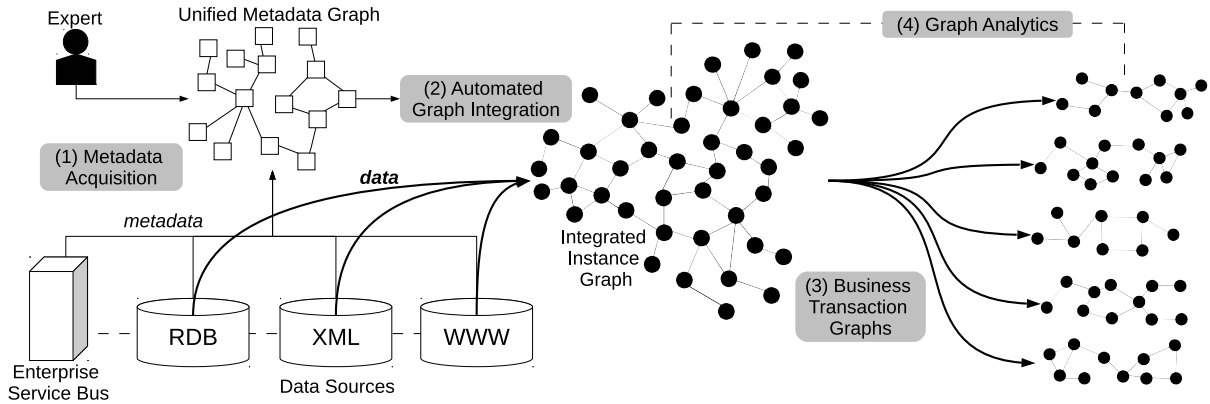 Expert
Unified Metadata Graph
(4) Graph Analytics
(2) Automated
Graph Integration
(1) Metadata
Acquisition
data
metadata
Integrated
Instance
Graph
(3) Business
Transaction
Graphs
RDB
XML
WWW
Enterprise
Service Bus
Data Sources